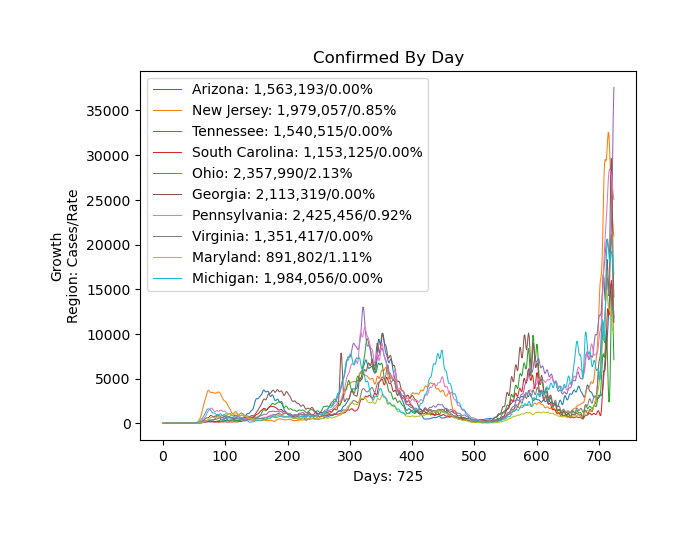 Confirmed By Day
Arizona: 1,563,193/0.00%
New Jersey: 1,979,057/0.85%
Tennessee: 1,540,515/0.00%
South Carolina: 1,153,125/0.00%
Ohio: 2,357,990/2.13%
Georgia: 2,113,319/0.00%
Pennsylvania: 2,425,456/0.92%
Virginia: 1,351,417/0.00%
Maryland: 891,802/1.11%
Michigan: 1,984,056/0.00%
35000
30000
25000
20000
15000
10000
5000
0
Growth
Region: Cases/Rate
0 100 200 300 400 500 600 700
Days: 725